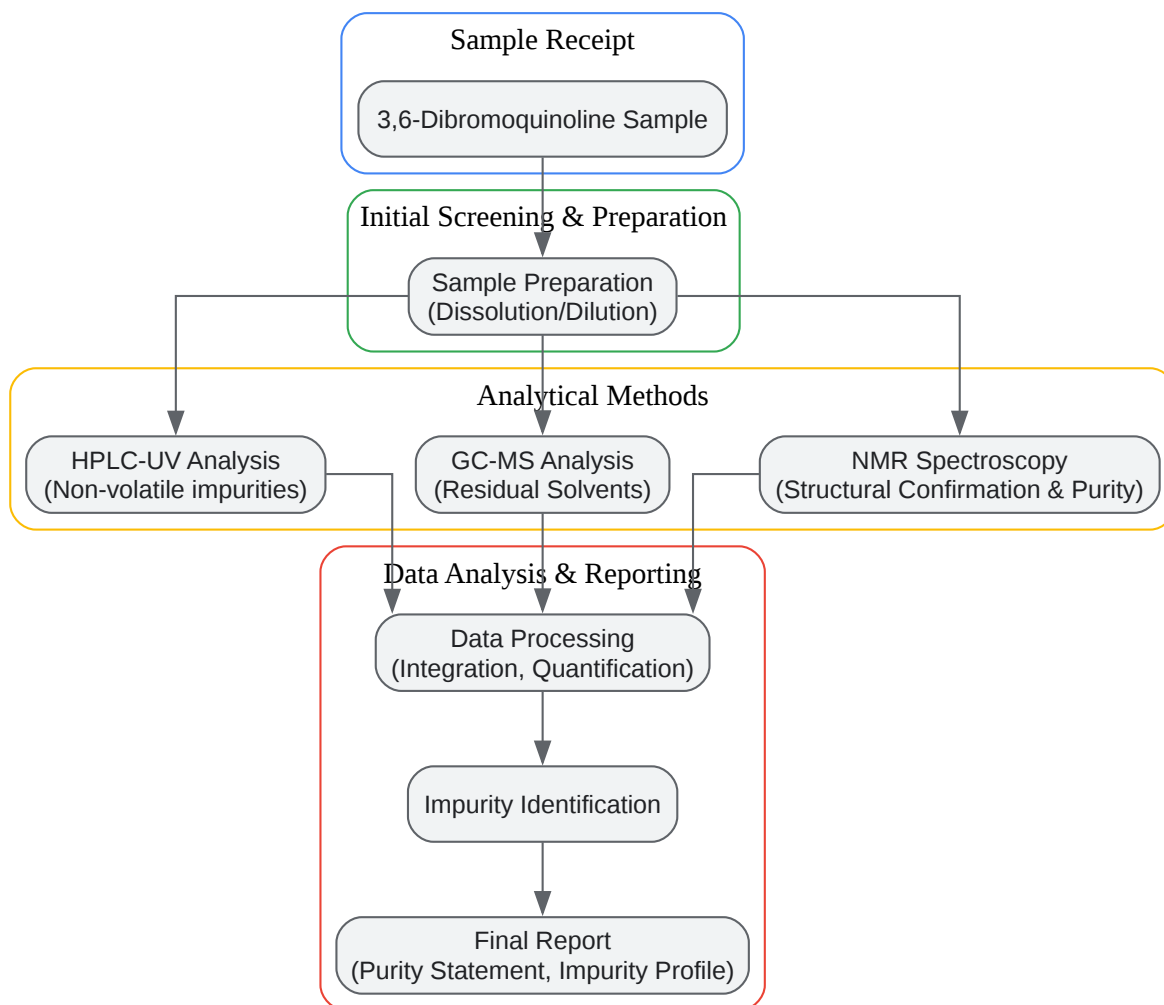 Sample Receipt
3,6-Dibromoquinoline Sample
Initial Screening & Preparation
Sample Preparation
(Dissolution/Dilution)
Analytical Methods
HPLC-UV Analysis
(Non-volatile impurities)
GC-MS Analysis
(Residual Solvents)
NMR Spectroscopy
(Structural Confirmation & Purity)
Data Analysis & Reporting
Data Processing
(Integration, Quantification)
Impurity Identification
Final Report
(Purity Statement, Impurity Profile)